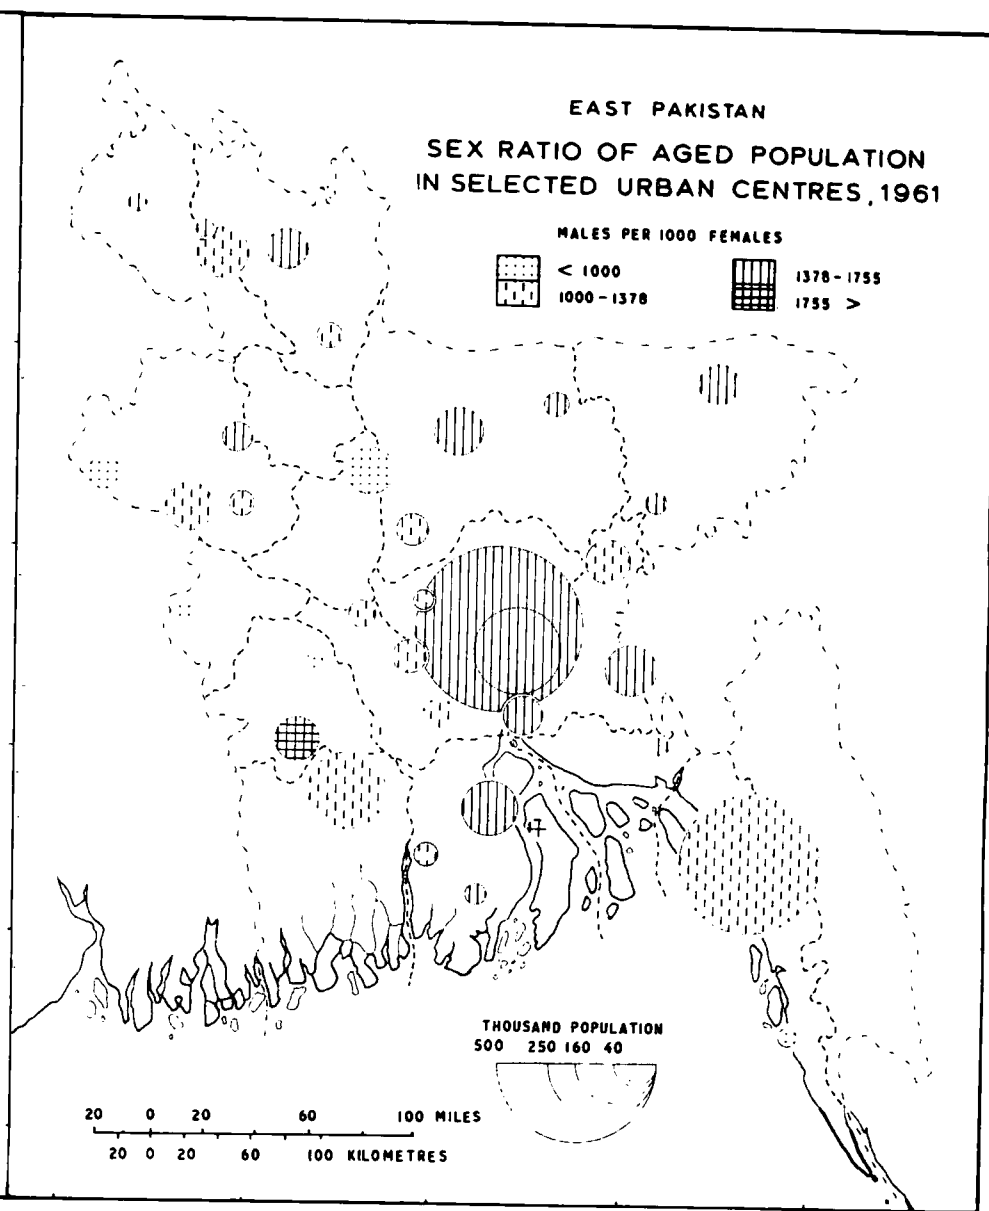 EAST PAKISTAN
SEX RATIO OF AGED POPULATION
IN SELECTED URBAN CENTRES, 1961
MALES PER 1000 FEMALES
< 1000
1000-1378
1378-1755
1755 >
THOUSAND POPULATION
500 250 160 40
20 0 20 60 100 MILES
20 0 20 60 100 KILOMETRES